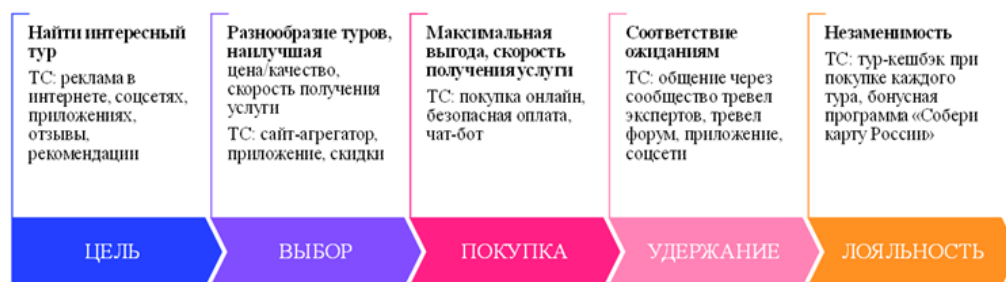 Найти интересный
тур
ТС: реклама в
интернете, соцсетях,
приложениях,
отзывы,
рекомендации
Разнообразие туров,
наилучшая
цена/качество,
скорость получения
услуги
ТС: сайт-агрегатор,
приложение, скидки
Максимальная
выгода, скорость
получения услуги
ТС: покупка онлайн,
безопасная оплата,
чат-бот
Соответствие
ожиданиям
ТС: общение через
сообщество тревел
экспертов, тревел
форум, приложение,
соцсети
Незаменимость
ТС: тур-кешбэк при
покупке каждого
тура, бонусная
программа «Собери
карту России»
ЦЕЛЬ
ВЫБОР
ПОКУПКА
УДЕРЖАНИЕ
ЛОЯЛЬНОСТЬ